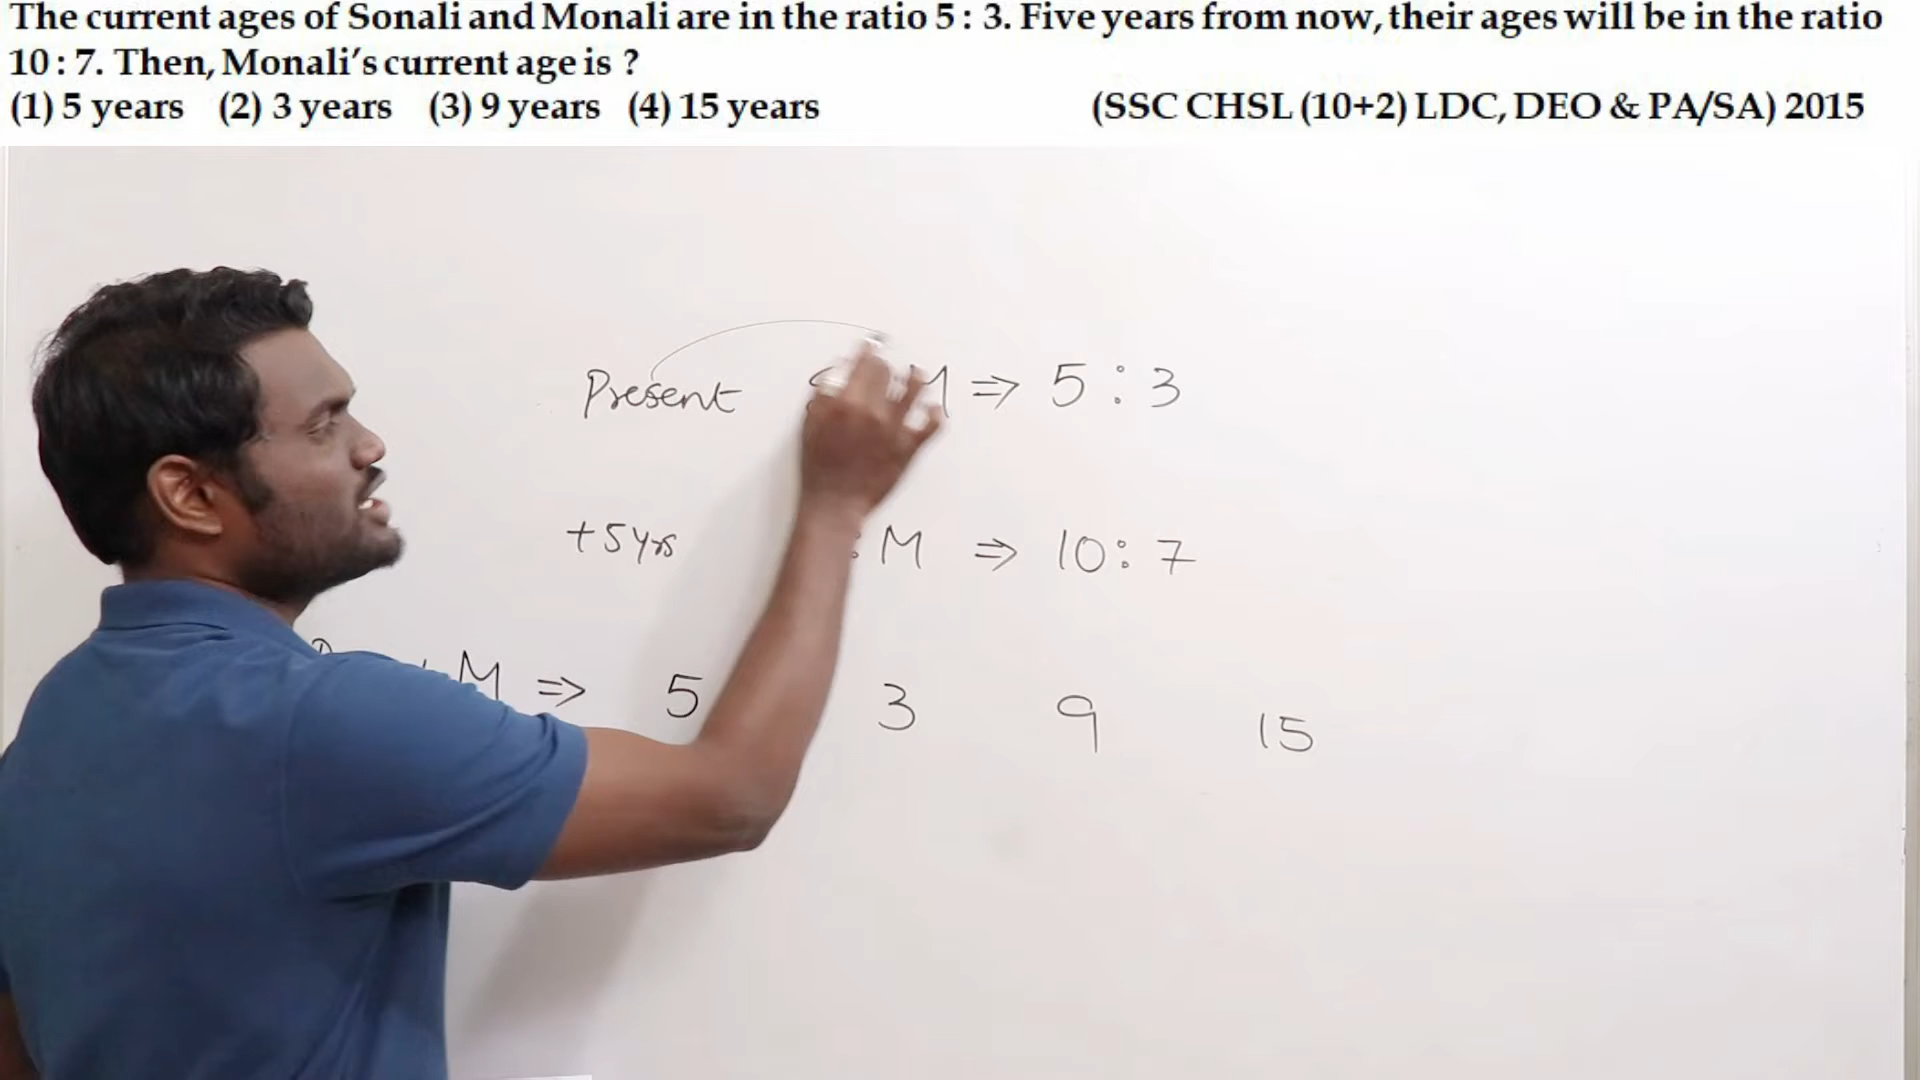 The current ages of Sonali and Monali are in the ratio 5 : 3. Five years from now, their ages will be in the ratio
10 : 7. Then, Monali's current age is ?
(1) 5 years (2) 3 years (3) 9 years (4) 15 years (SSC CHSL (10+2) LDC, DEO & PA/SA) 2015
Present M ⇒ 5 : 3
+5yrs : M ⇒ 10 : 7
M ⇒ 5 3 9 15